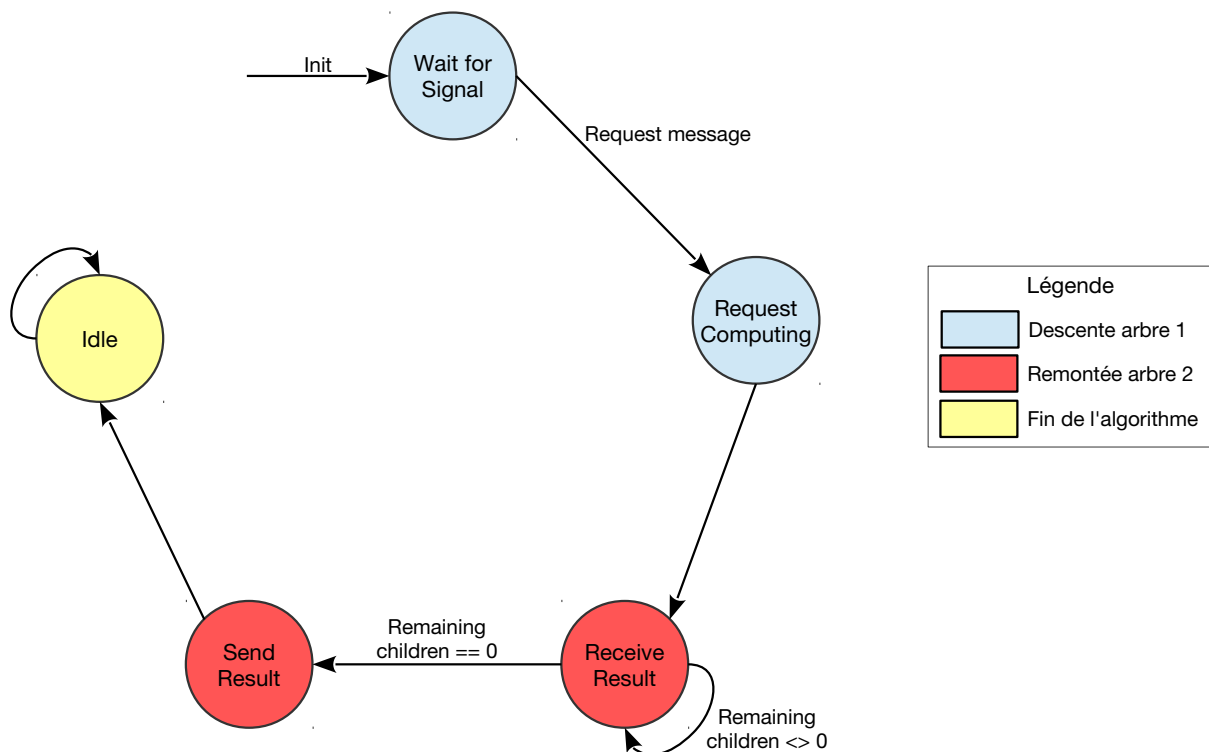 Init
Wait for
Signal
Request message
Request
Computing
Idle
Légende
Descente arbre 1
Remontée arbre 2
Fin de l'algorithme
Remaining
children == 0
Send
Result
Receive
Result
Remaining
children <> 0